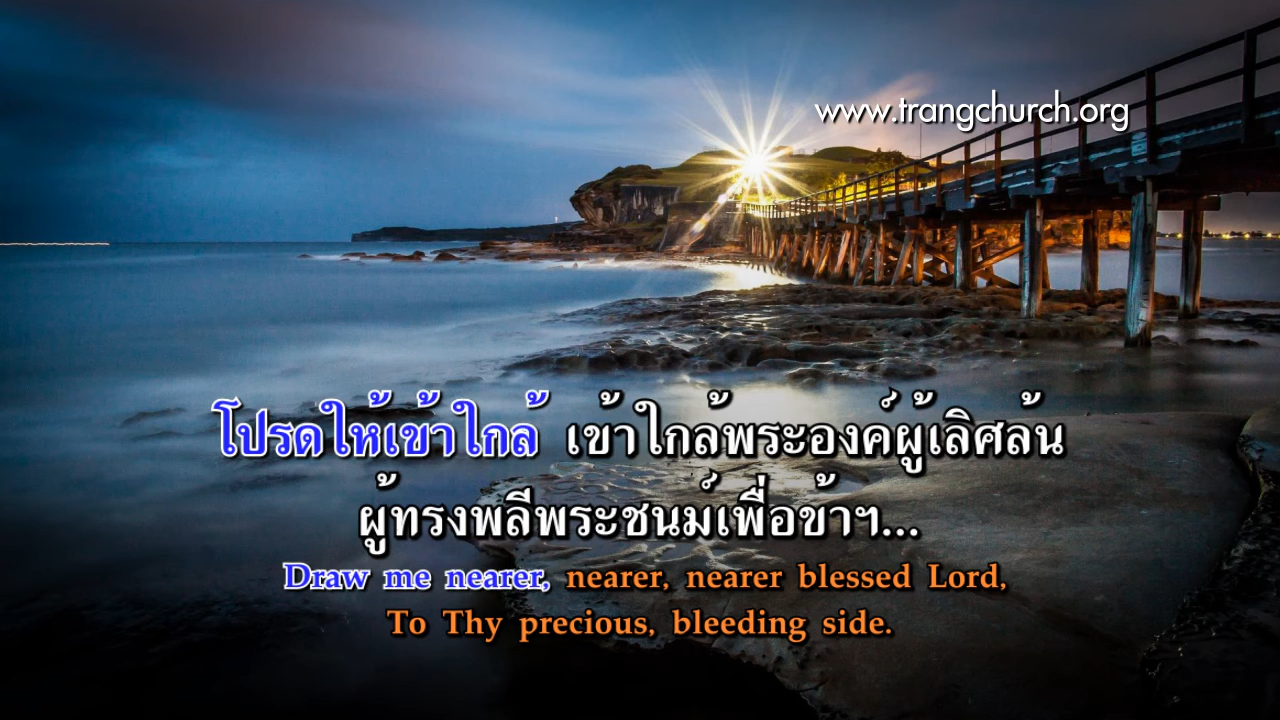 www.trangchurch.org
โปรดให้เข้าใกล้ เข้าใกล้พระองค์ผู้เลิศล้น
ผู้ทรงพลีพระชนม์เพื่อข้าฯ...
Draw me nearer, nearer, nearer blessed Lord,
To Thy precious, bleeding side.